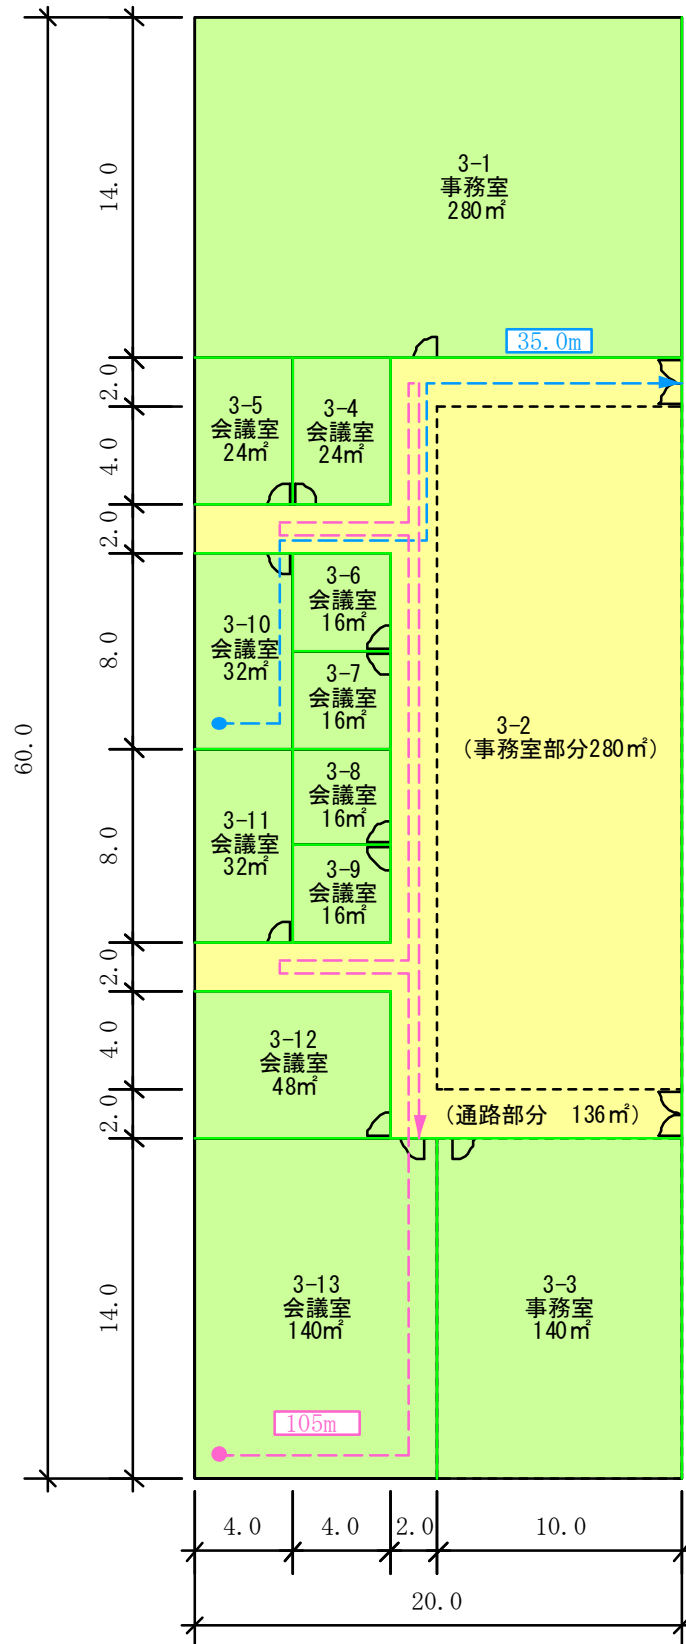 3-1
事務室
280㎡
14.0
35.0m
2.0
3-5
会議室
24㎡
3-4
会議室
24㎡
4.0
2.0
3-6
会議室
16㎡
3-10
会議室
32㎡
8.0
3-7
会議室
16㎡
3-2
(事務室部分280㎡)
60.0
3-8
会議室
16㎡
3-11
会議室
32㎡
8.0
3-9
会議室
16㎡
2.0
3-12
会議室
48㎡
4.0
2.0
(通路部分 136㎡)
3-13
会議室
140㎡
3-3
事務室
140㎡
14.0
105m
4.0
4.0
2.0
10.0
20.0